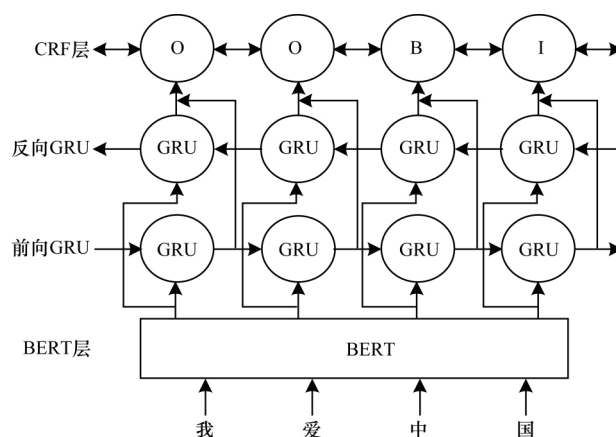 CRF层 O O B I
反向GRU GRU GRU GRU GRU
前向GRU GRU GRU GRU GRU
BERT层 BERT
我 爱 中 国